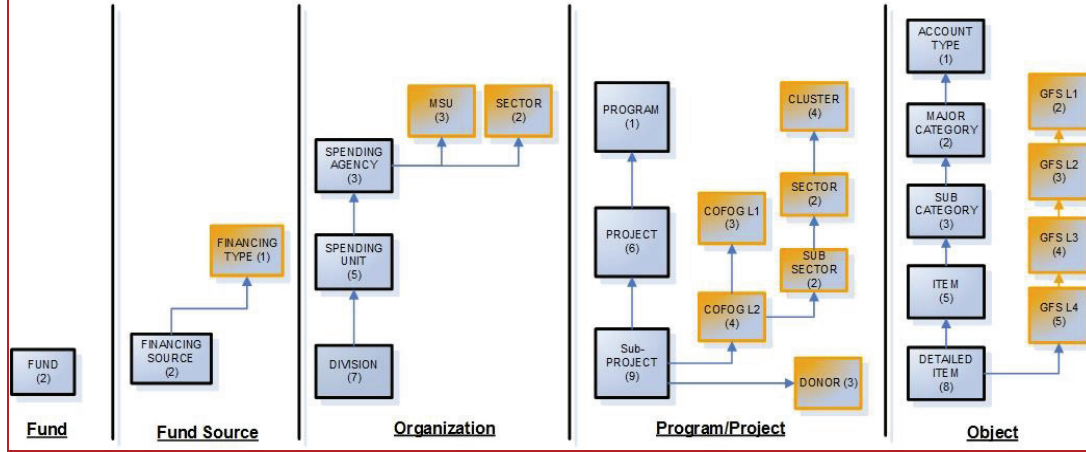 FUND
(2)
Fund
FINANCING
TYPE (1)
FINANCING
SOURCE
(2)
Fund Source
MSU
(3)
SECTOR
(2)
SPENDING
AGENCY
(3)
SPENDING
UNIT
(5)
DIVISION
(7)
Organization
PROGRAM
(1)
PROJECT
(6)
Sub-
PROJECT
(9)
COFOG L1
(3)
COFOG L2
(4)
CLUSTER
(4)
SECTOR
(2)
SUB
SECTOR
(2)
DONOR (3)
Program/Project
ACCOUNT
TYPE
(1)
MAJOR
CATEGORY
(2)
SUB
CATEGORY
(3)
ITEM
(5)
DETAILED
ITEM
(8)
GFS L1
(2)
GFS L2
(3)
GFS L3
(4)
GFS L4
(5)
Object